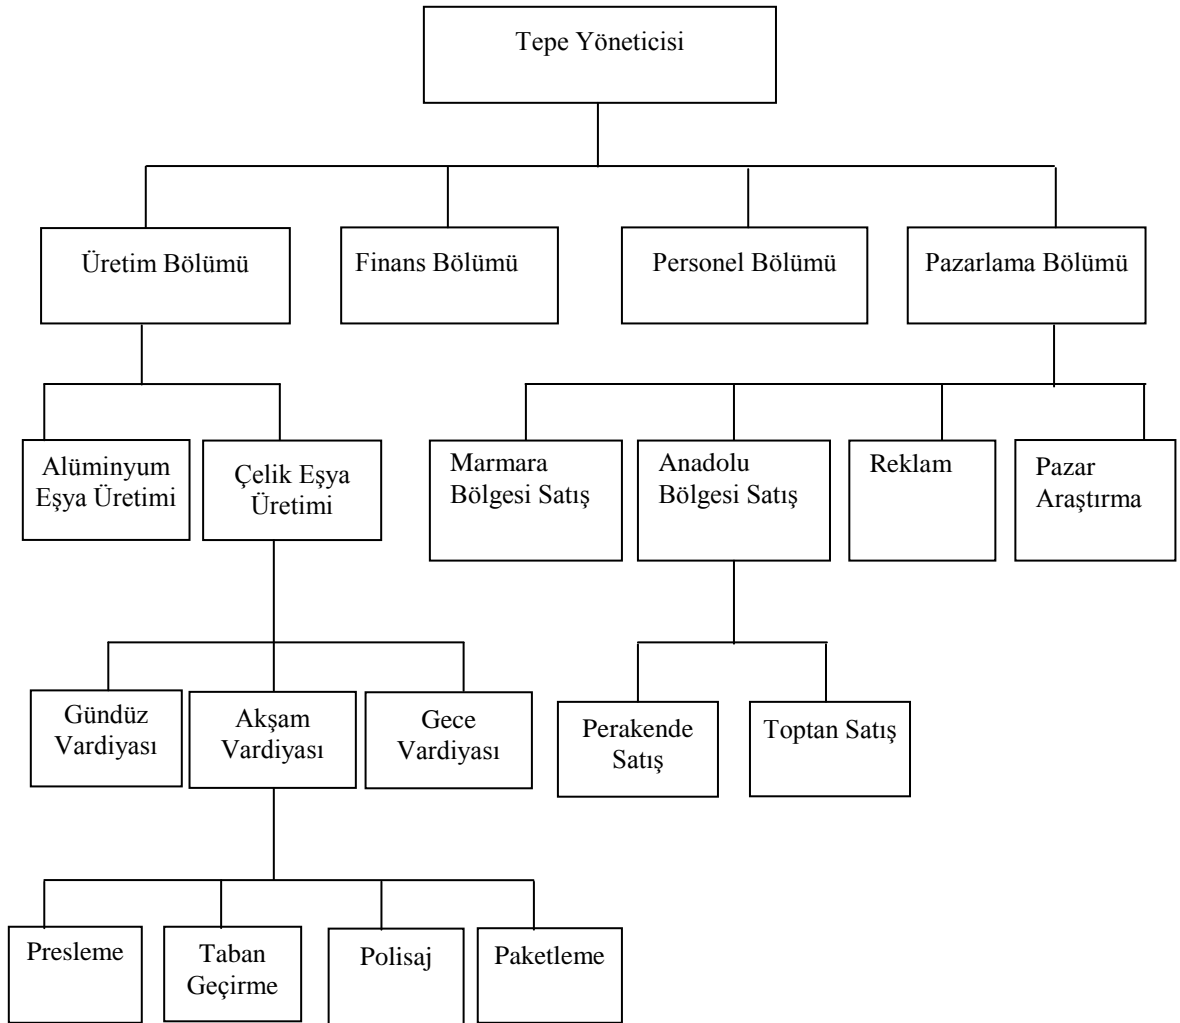 Tepe Yöneticisi
Üretim Bölümü
Finans Bölümü
Personel Bölümü
Pazarlama Bölümü
Alüminyum
Eşya Üretimi
Çelik Eşya
Üretimi
Marmara
Bölgesi Satış
Anadolu
Bölgesi Satış
Reklam
Pazar
Araştırma
Gündüz
Vardiyası
Akşam
Vardiyası
Gece
Vardiyası
Perakende
Satış
Toptan Satış
Presleme
Taban
Geçirme
Polisaj
Paketleme